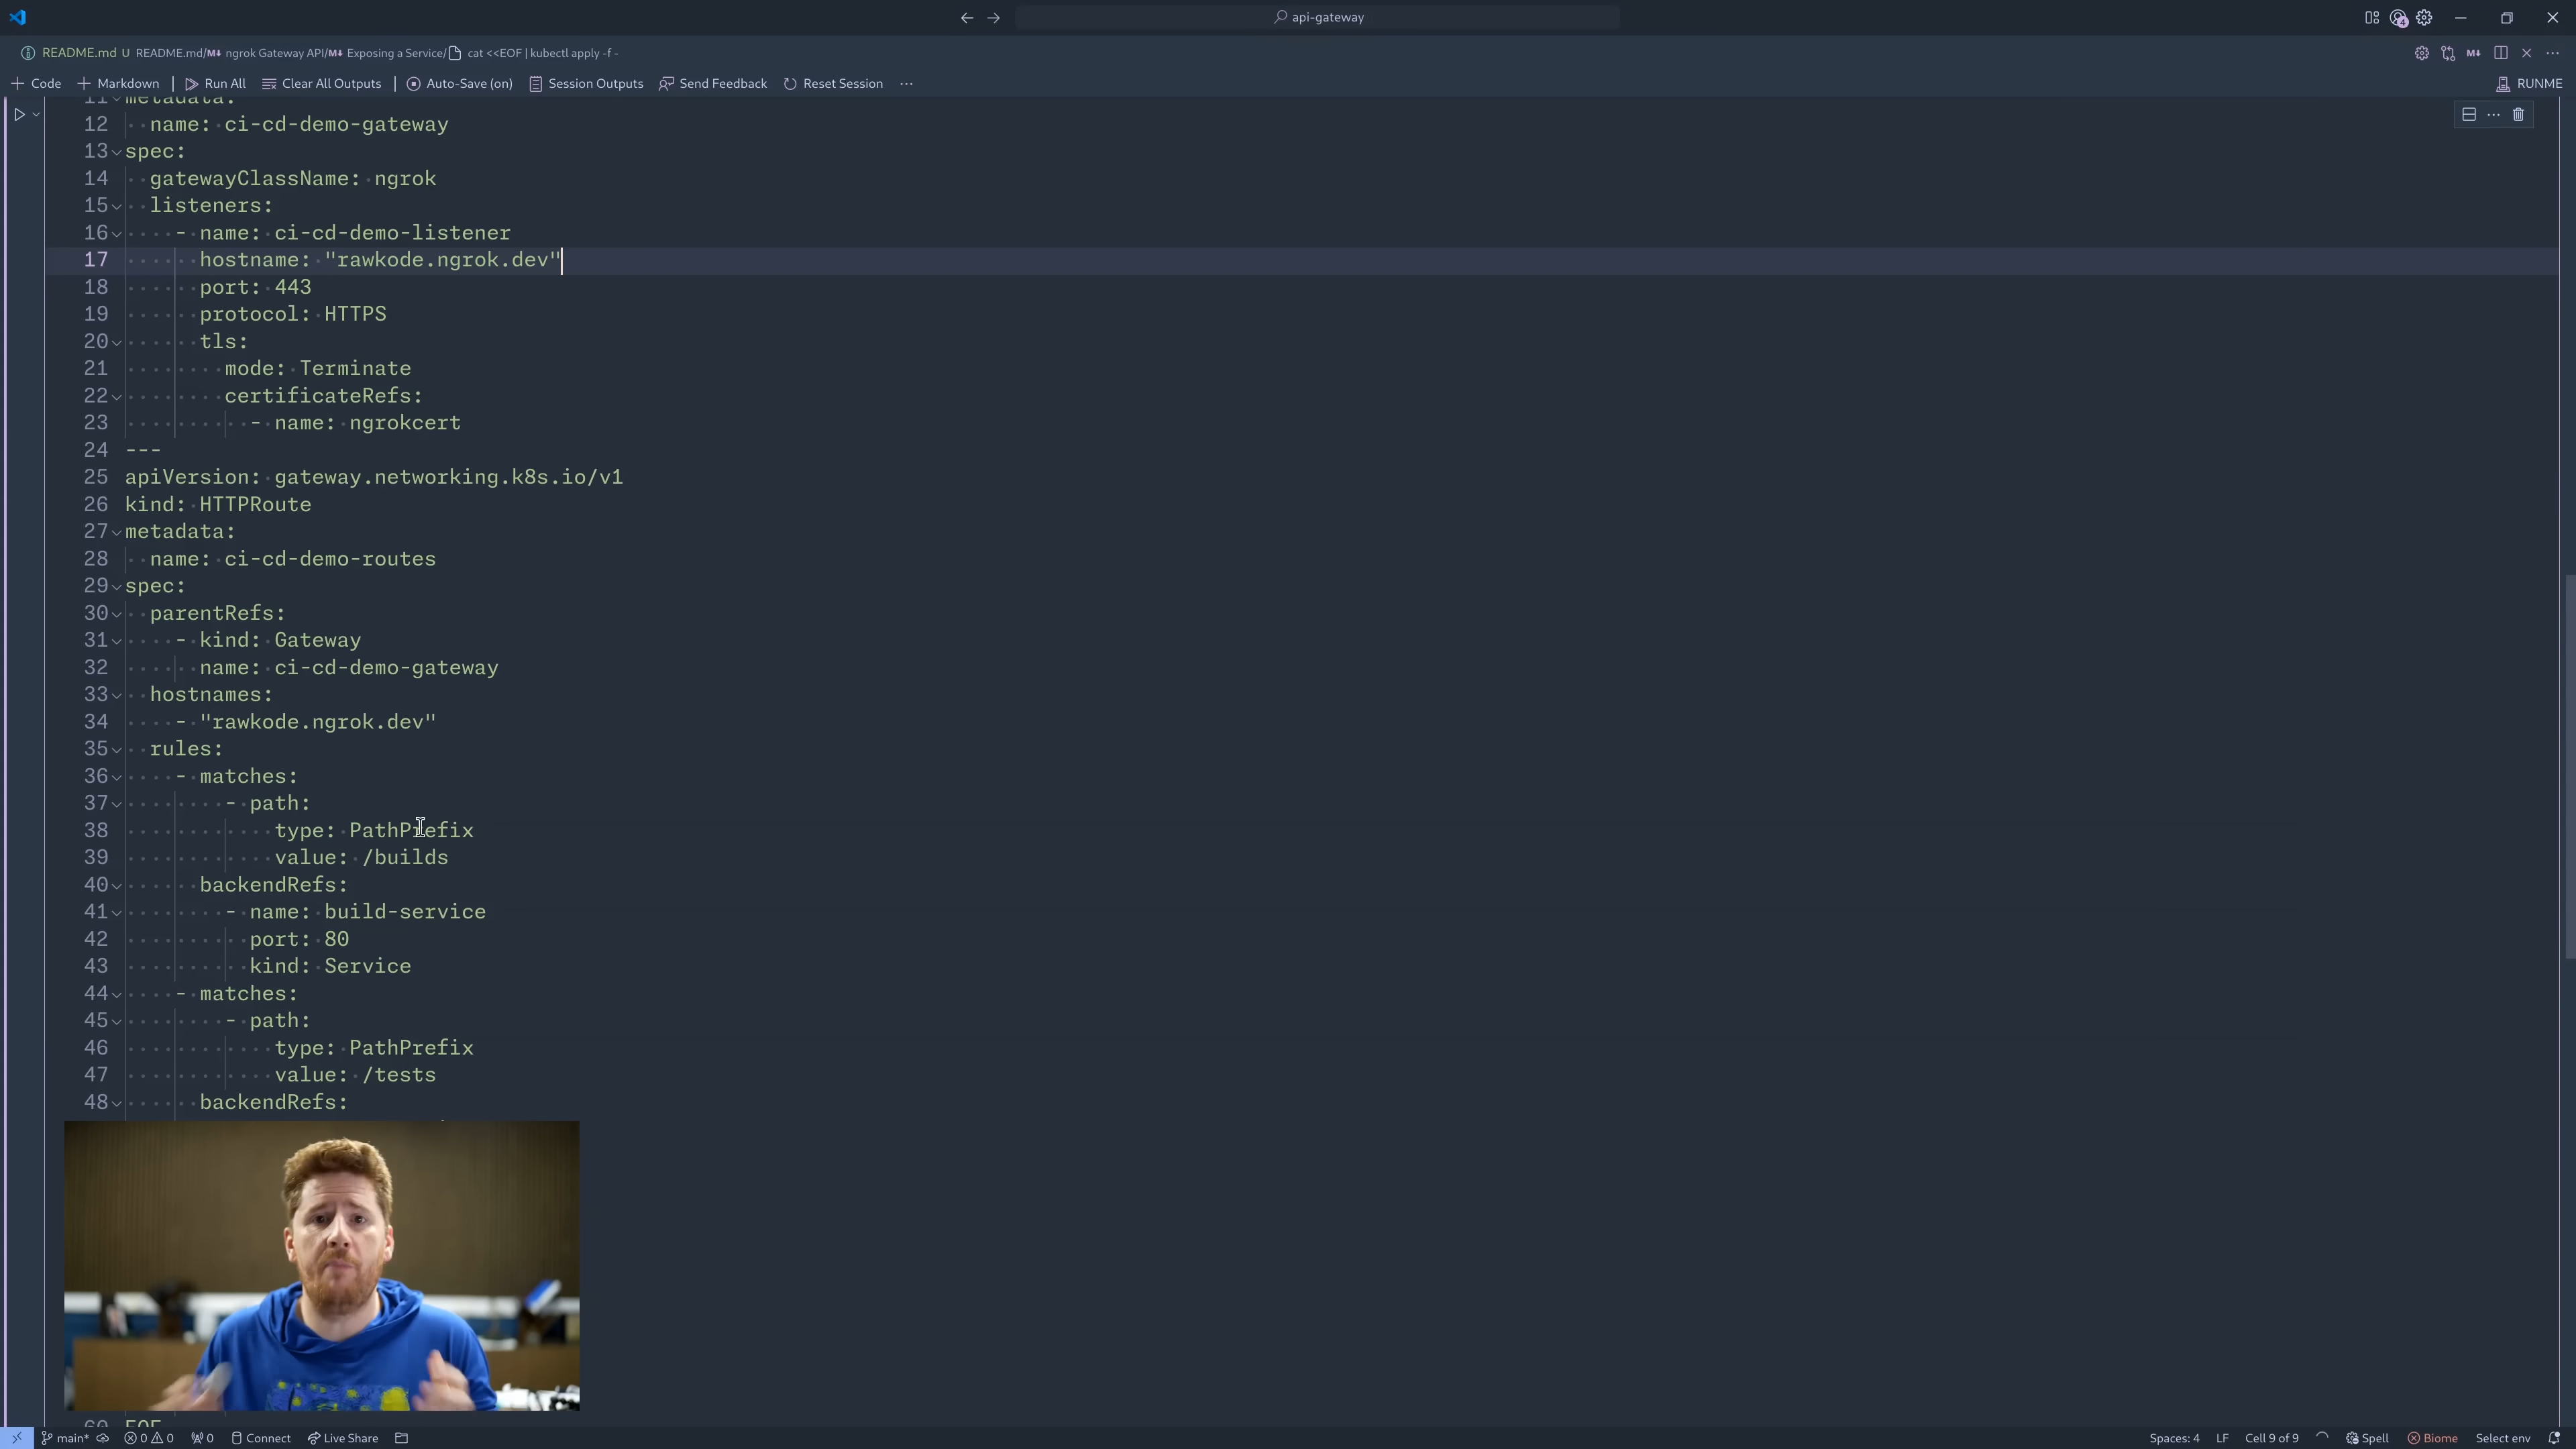 api-gateway
README.md U README.md/ ngrok Gateway API/ Exposing a Service/ cat <<EOF | kubectl apply -f -
Code Markdown Run All Clear All Outputs Auto-Save (on) Session Outputs Send Feedback Reset Session ... RUNME
11 metadata:
12 name: ci-cd-demo-gateway
13 spec:
14 gatewayClassName: ngrok
15 listeners:
16 - name: ci-cd-demo-listener
17 hostname: "rawkode.ngrok.dev"
18 port: 443
19 protocol: HTTPS
20 tls:
21 mode: Terminate
22 certificateRefs:
23 - name: ngrokcert
24 ---
25 apiVersion: gateway.networking.k8s.io/v1
26 kind: HTTPRoute
27 metadata:
28 name: ci-cd-demo-routes
29 spec:
30 parentRefs:
31 - kind: Gateway
32 name: ci-cd-demo-gateway
33 hostnames:
34 - "rawkode.ngrok.dev"
35 rules:
36 - matches:
37 - path:
38 type: PathPrefix
39 value: /builds
40 backendRefs:
41 - name: build-service
42 port: 80
43 kind: Service
44 - matches:
45 - path:
46 type: PathPrefix
47 value: /tests
48 backendRefs:
60 EOF
main* 0 0 0 Connect Live Share Spaces: 4 LF Cell 9 of 9 Spell Biome Select env